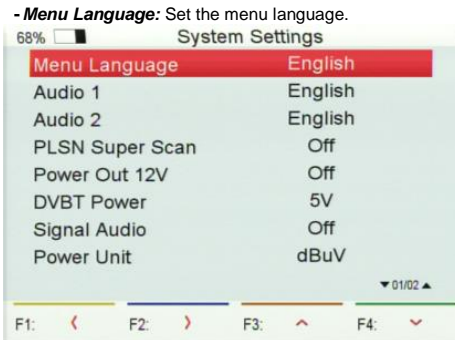 - Menu Language: Set the menu language.
68% System Settings
Menu Language English
Audio 1 English
Audio 2 English
PLSN Super Scan Off
Power Out 12V Off
DVBT Power 5V
Signal Audio Off
Power Unit dBuV
▼ 01/02 ▲
F1: < F2: > F3: ^ F4: ⌄